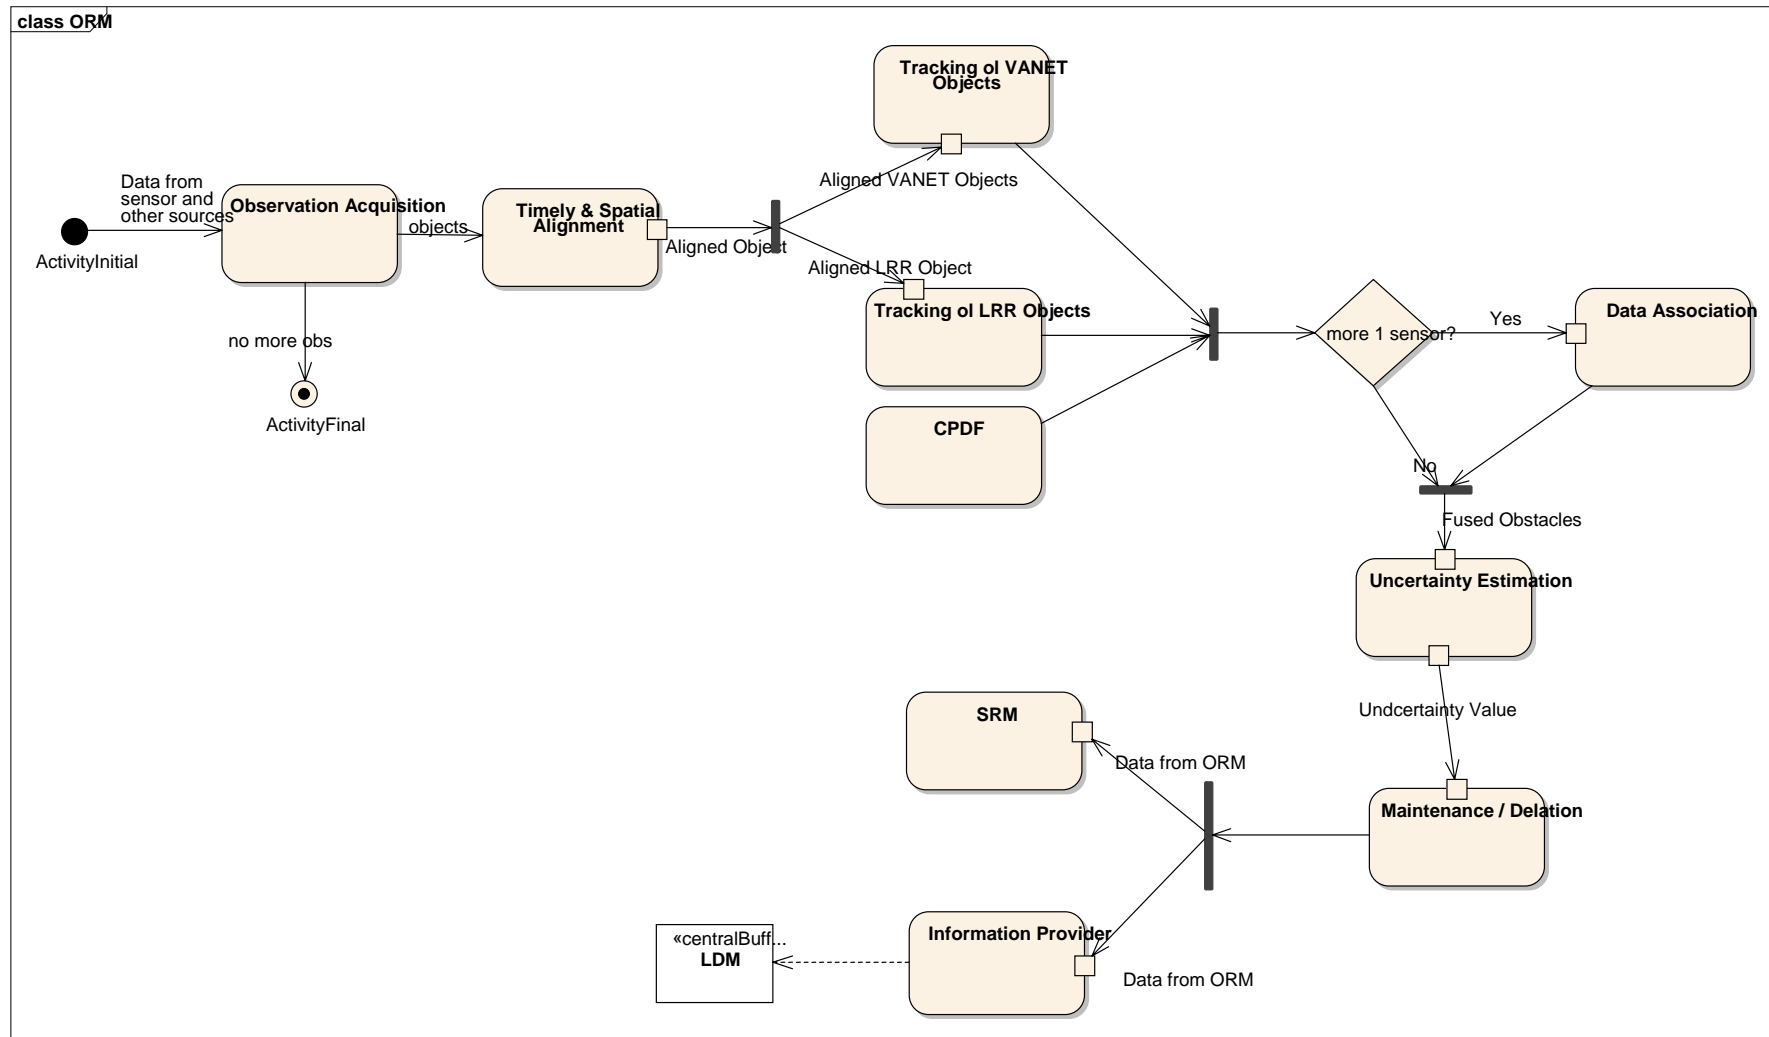 class ORM
Tracking ol VANET
Objects
Data from
sensor and
other sources
Observation Acquisition
objects
Timely & Spatial
Alignment
Aligned Object
Aligned VANET Objects
Aligned LRR Object
ActivityInitial
Tracking ol LRR Objects
more 1 sensor?
Yes
Data Association
no more obs
ActivityFinal
CPDF
No
Fused Obstacles
Uncertainty Estimation
Undcertainty Value
SRM
Data from ORM
Maintenance / Delation
Information Provider
Data from ORM
«centralBuff...
LDM